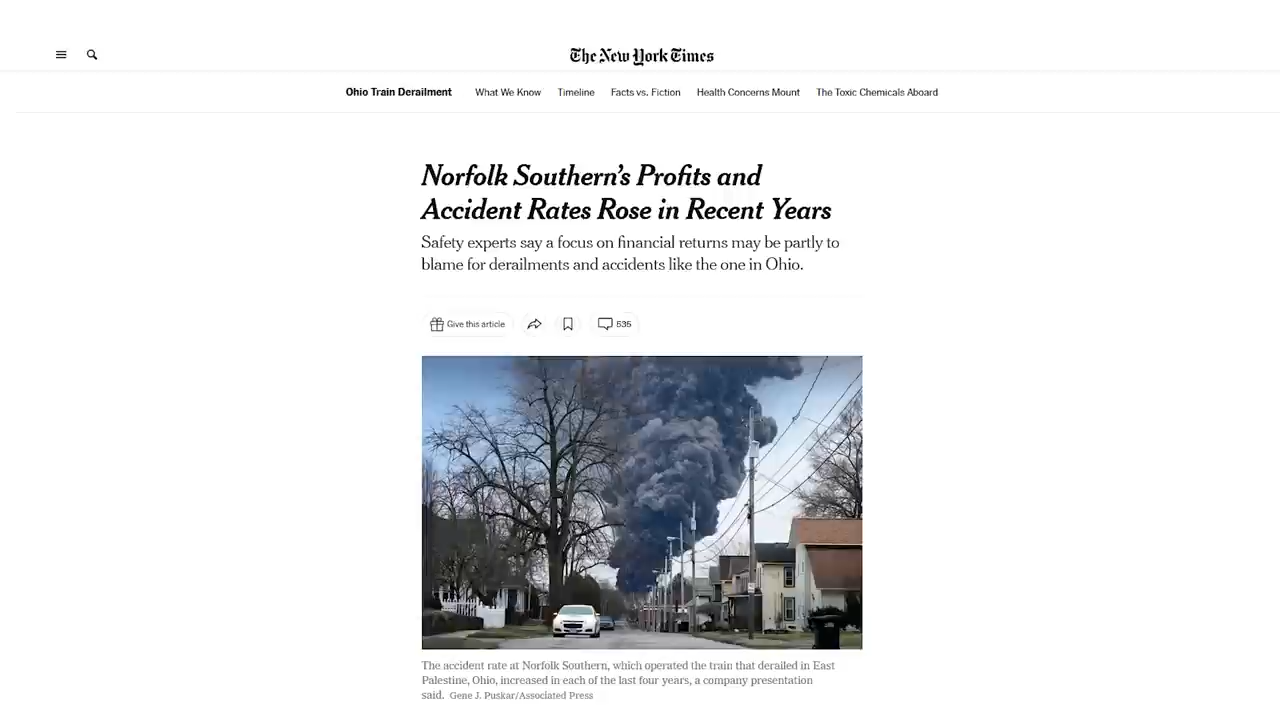 The New York Times
Ohio Train Derailment What We Know Timeline Facts vs. Fiction Health Concerns Mount The Toxic Chemicals Aboard
Norfolk Southern's Profits and
Accident Rates Rose in Recent Years
Safety experts say a focus on financial returns may be partly to
blame for derailments and accidents like the one in Ohio.
Give this article 535
The accident rate at Norfolk Southern, which operated the train that derailed in East
Palestine, Ohio, increased in each of the last four years, a company presentation
said. Gene J. Puskar/Associated Press